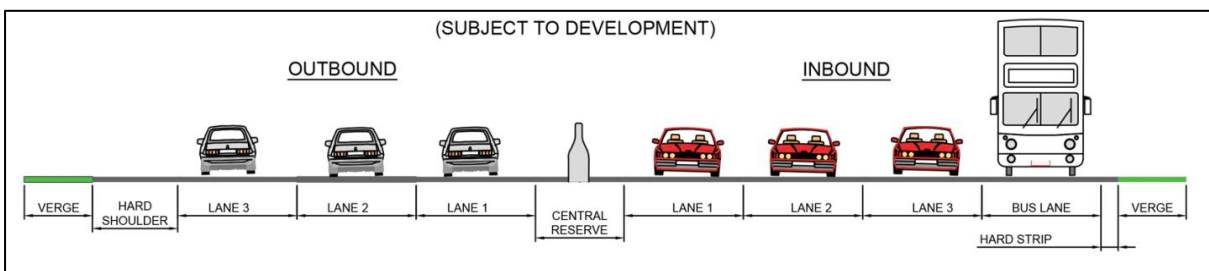 (SUBJECT TO DEVELOPMENT)
OUTBOUND
INBOUND
VERGE
HARD
SHOULDER
LANE 3
LANE 2
LANE 1
CENTRAL
RESERVE
LANE 1
LANE 2
LANE 3
BUS LANE
VERGE
HARD STRIP